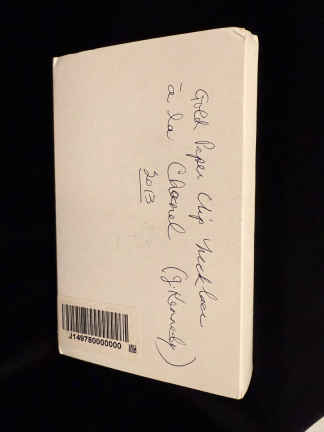 Gold Paper Clip Necklace
à la Chanel (J. Kennedy)
2013
J149780000000